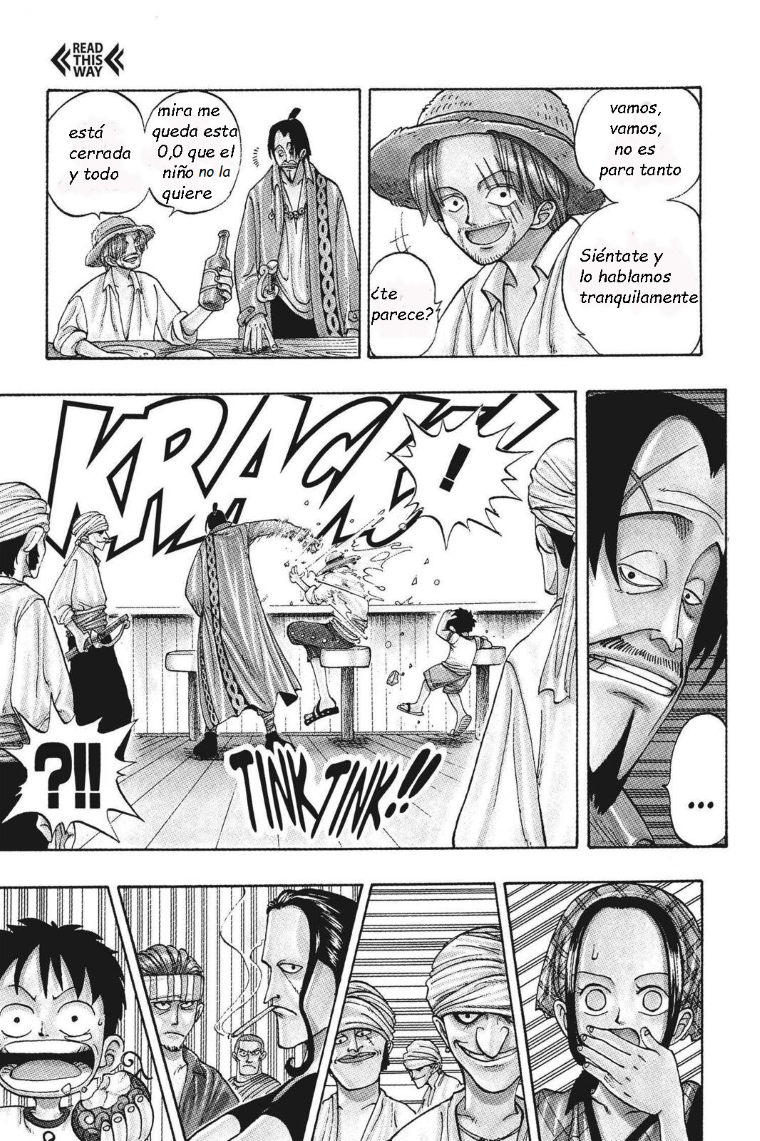 READ
THIS
WAY
vamos,
vamos,
no es
para tanto
Siéntate y
lo hablamos
tranquilamente
¿te
parece?
mira me
queda esta
0,0 que el
niño no la
quiere
está
cerrada
y todo
...
KRACK!
!
?!!
TINK TINK!!